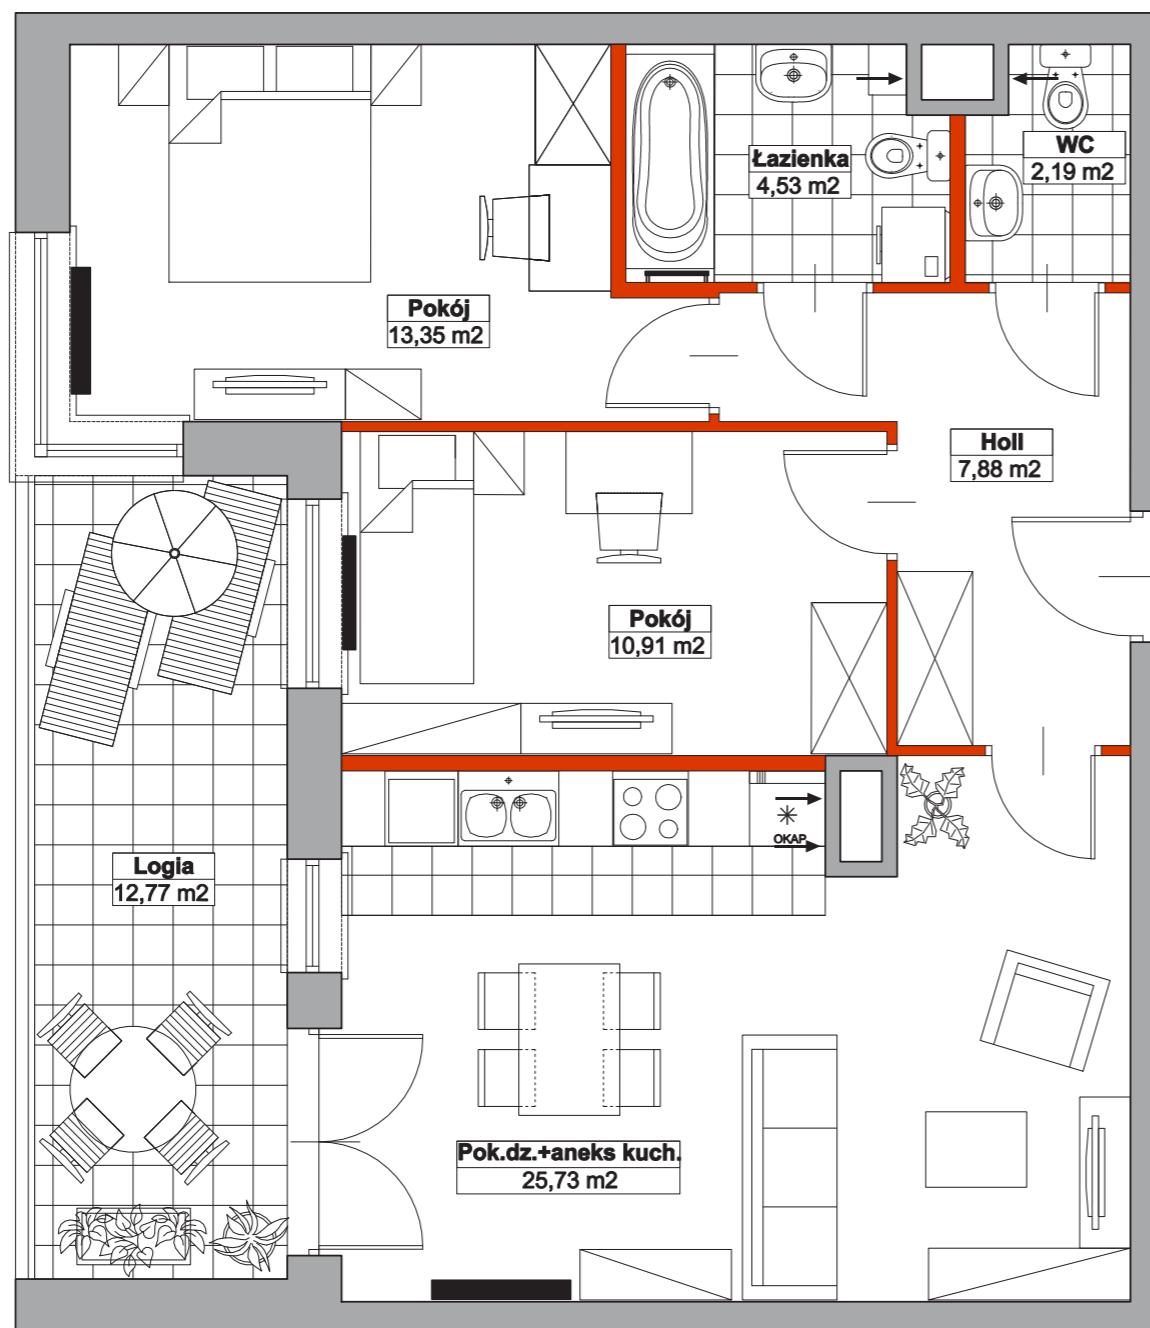 Łazienka
4,53 m2
WC
2,19 m2
Pokój
13,35 m2
Holl
7,88 m2
Pokój
10,91 m2
OKAP
Logia
12,77 m2
Pok.dz.+aneks kuch.
25,73 m2